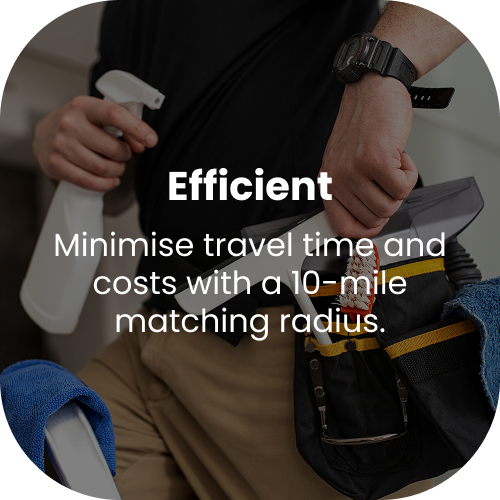 Efficient
Minimise travel time and
costs with a 10-mile
matching radius.